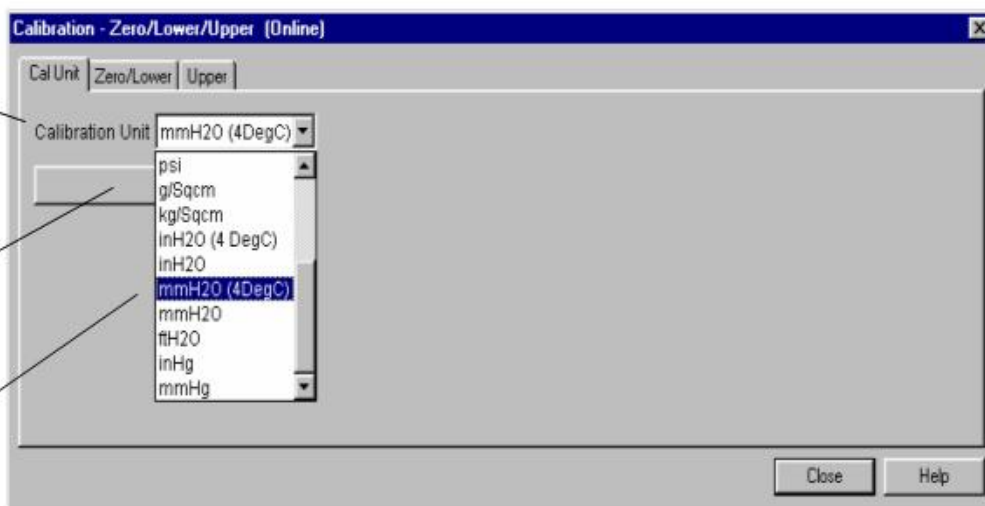 Calibration - Zero/Lower/Upper (Online)
Cal Unit Zero/Lower Upper
Calibration Unit mmH2O (4DegC)
psi
g/Sqcm
kg/Sqcm
inH2O (4 DegC)
inH2O
mmH2O (4DegC)
mmH2O
ftH2O
inHg
mmHg
Close Help